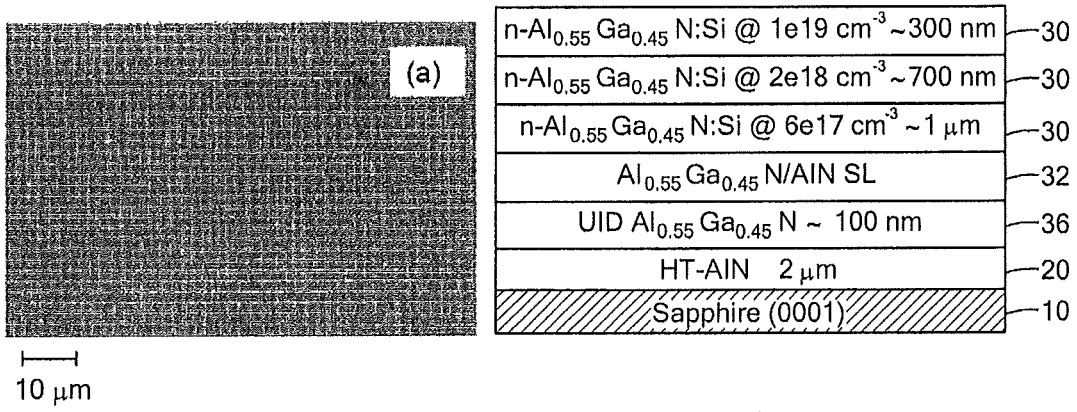 (a)
10 μm
n-Al0.55 Ga0.45 N:Si @ 1e19 cm-3 ~300 nm 30
n-Al0.55 Ga0.45 N:Si @ 2e18 cm-3 ~700 nm 30
n-Al0.55 Ga0.45 N:Si @ 6e17 cm-3 ~1 μm 30
Al0.55 Ga0.45 N/AlN SL 32
UID Al0.55 Ga0.45 N ~ 100 nm 36
HT-AlN 2 μm 20
Sapphire (0001) 10